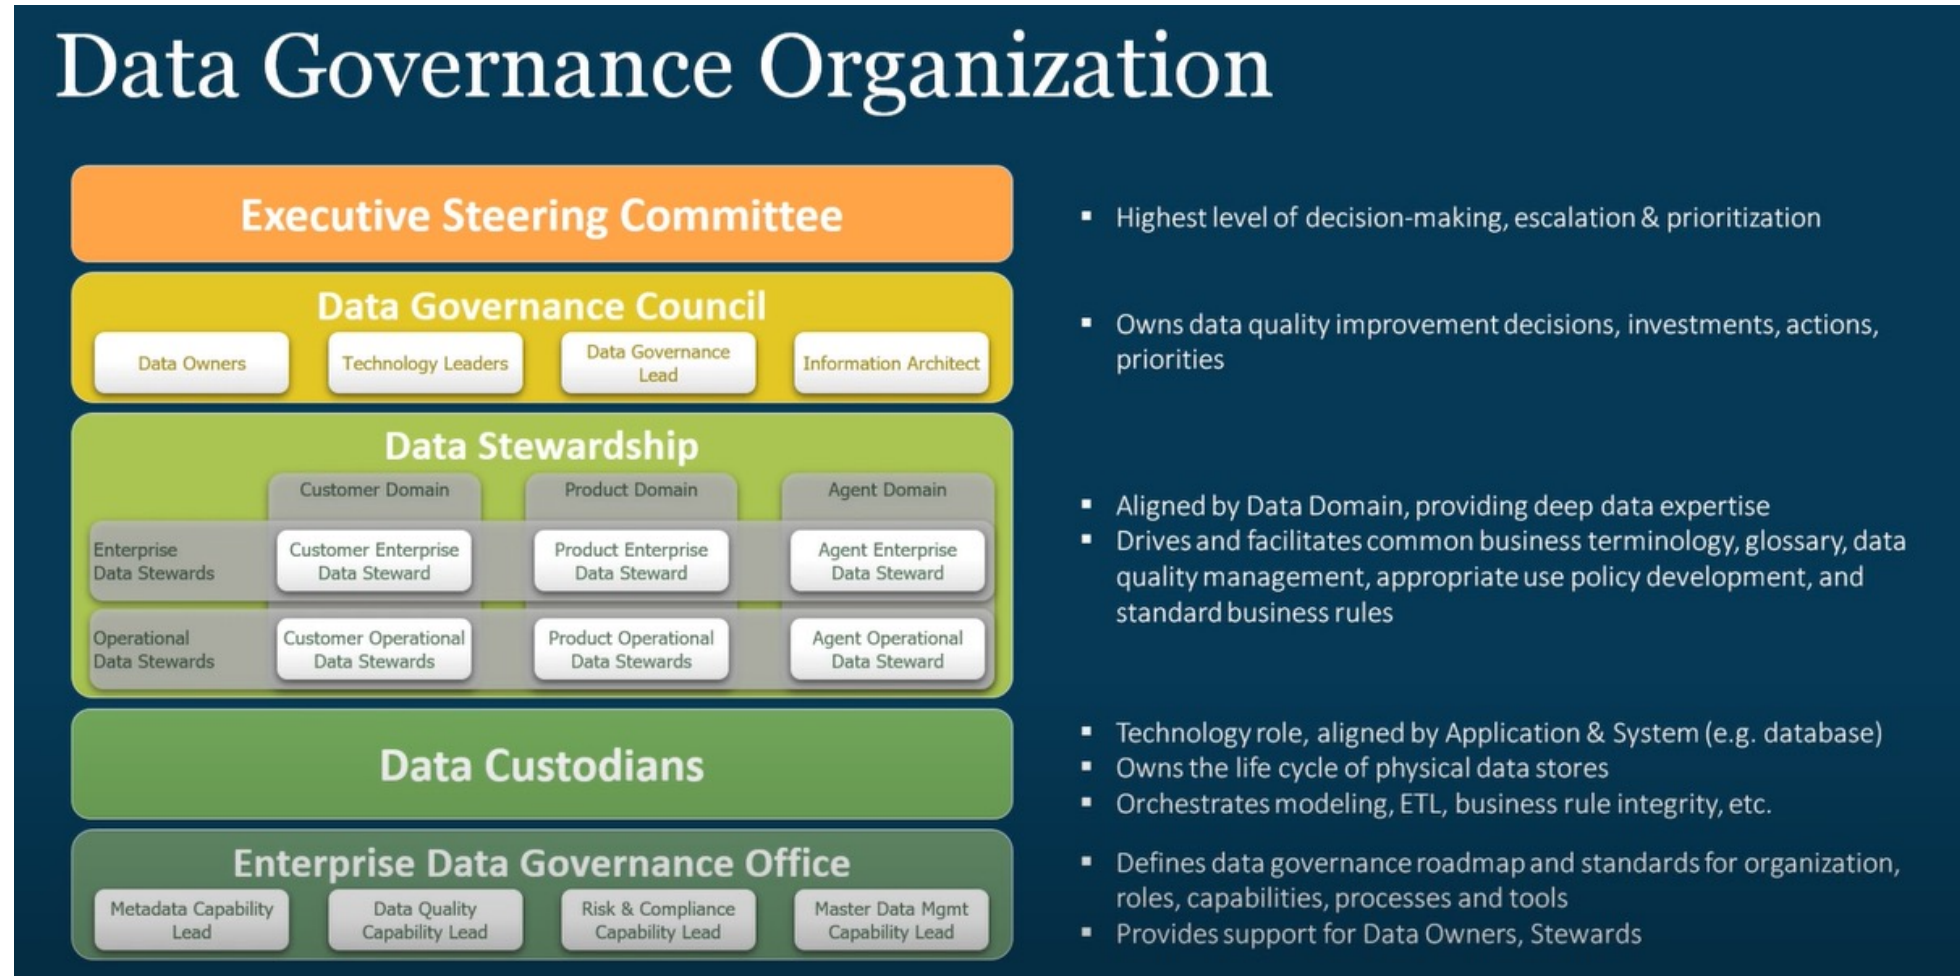 Data Governance Organization
Executive Steering Committee
▪ Highest level of decision-making, escalation & prioritization
Data Governance Council
Data Owners
Technology Leaders
Data Governance
Lead
Information Architect
▪ Owns data quality improvement decisions, investments, actions,
priorities
Data Stewardship
Customer Domain
Product Domain
Agent Domain
Enterprise
Data Stewards
Customer Enterprise
Data Steward
Product Enterprise
Data Steward
Agent Enterprise
Data Steward
Operational
Data Stewards
Customer Operational
Data Stewards
Product Operational
Data Stewards
Agent Operational
Data Steward
▪ Aligned by Data Domain, providing deep data expertise
▪ Drives and facilitates common business terminology, glossary, data
quality management, appropriate use policy development, and
standard business rules
Data Custodians
▪ Technology role, aligned by Application & System (e.g. database)
▪ Owns the life cycle of physical data stores
▪ Orchestrates modeling, ETL, business rule integrity, etc.
Enterprise Data Governance Office
Metadata Capability
Lead
Data Quality
Capability Lead
Risk & Compliance
Capability Lead
Master Data Mgmt
Capability Lead
▪ Defines data governance roadmap and standards for organization,
roles, capabilities, processes and tools
▪ Provides support for Data Owners, Stewards